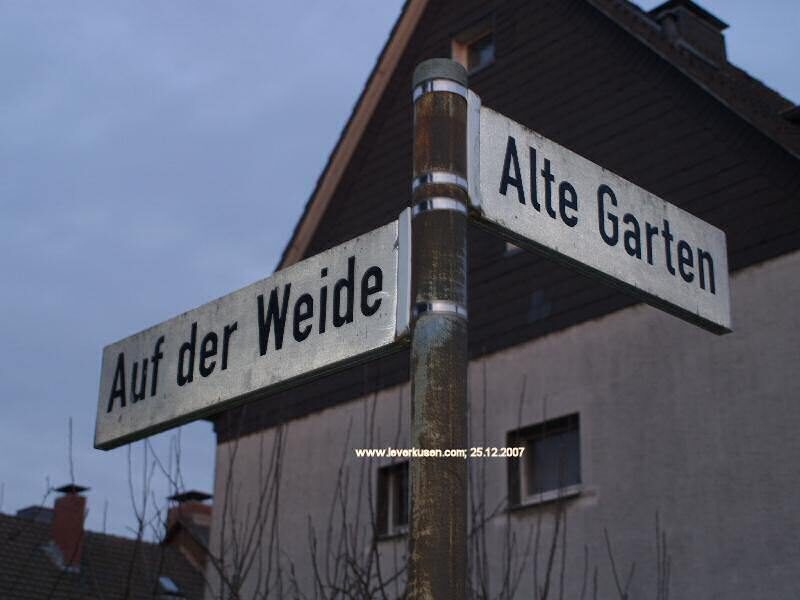 Alte Garten
Auf der Weide
www.leverkusen.com; 25.12.2007